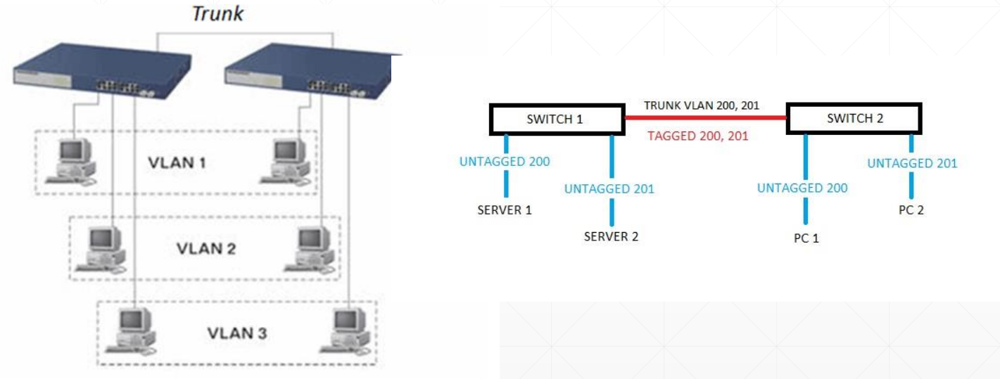 Trunk
VLAN 1
VLAN 2
VLAN 3
SWITCH 1
TRUNK VLAN 200, 201
TAGGED 200, 201
SWITCH 2
UNTAGGED 200
UNTAGGED 201
UNTAGGED 200
UNTAGGED 201
SERVER 1
SERVER 2
PC 1
PC 2